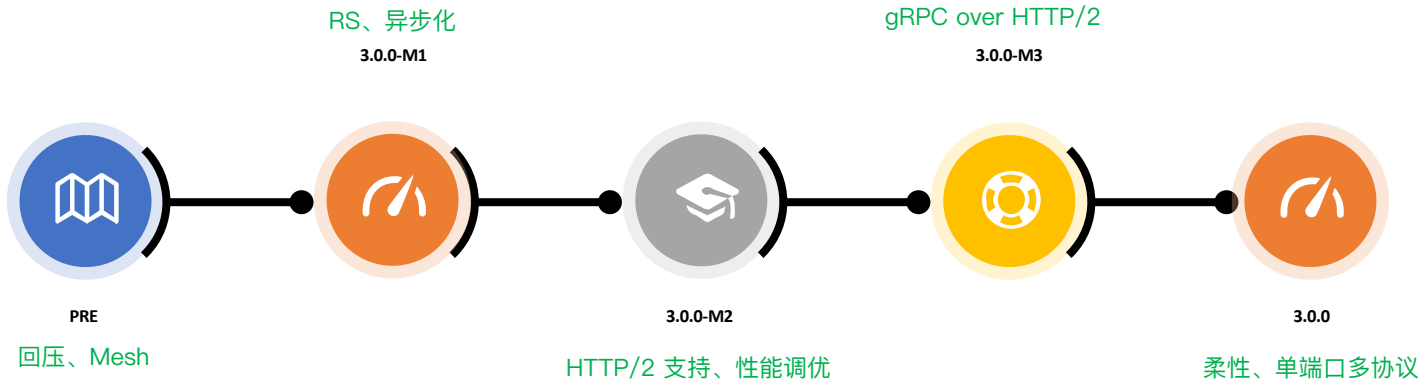 RS、异步化
3.0.0-M1
gRPC over HTTP/2
3.0.0-M3
PRE
回压、Mesh
3.0.0-M2
HTTP/2 支持、性能调优
3.0.0
柔性、单端口多协议